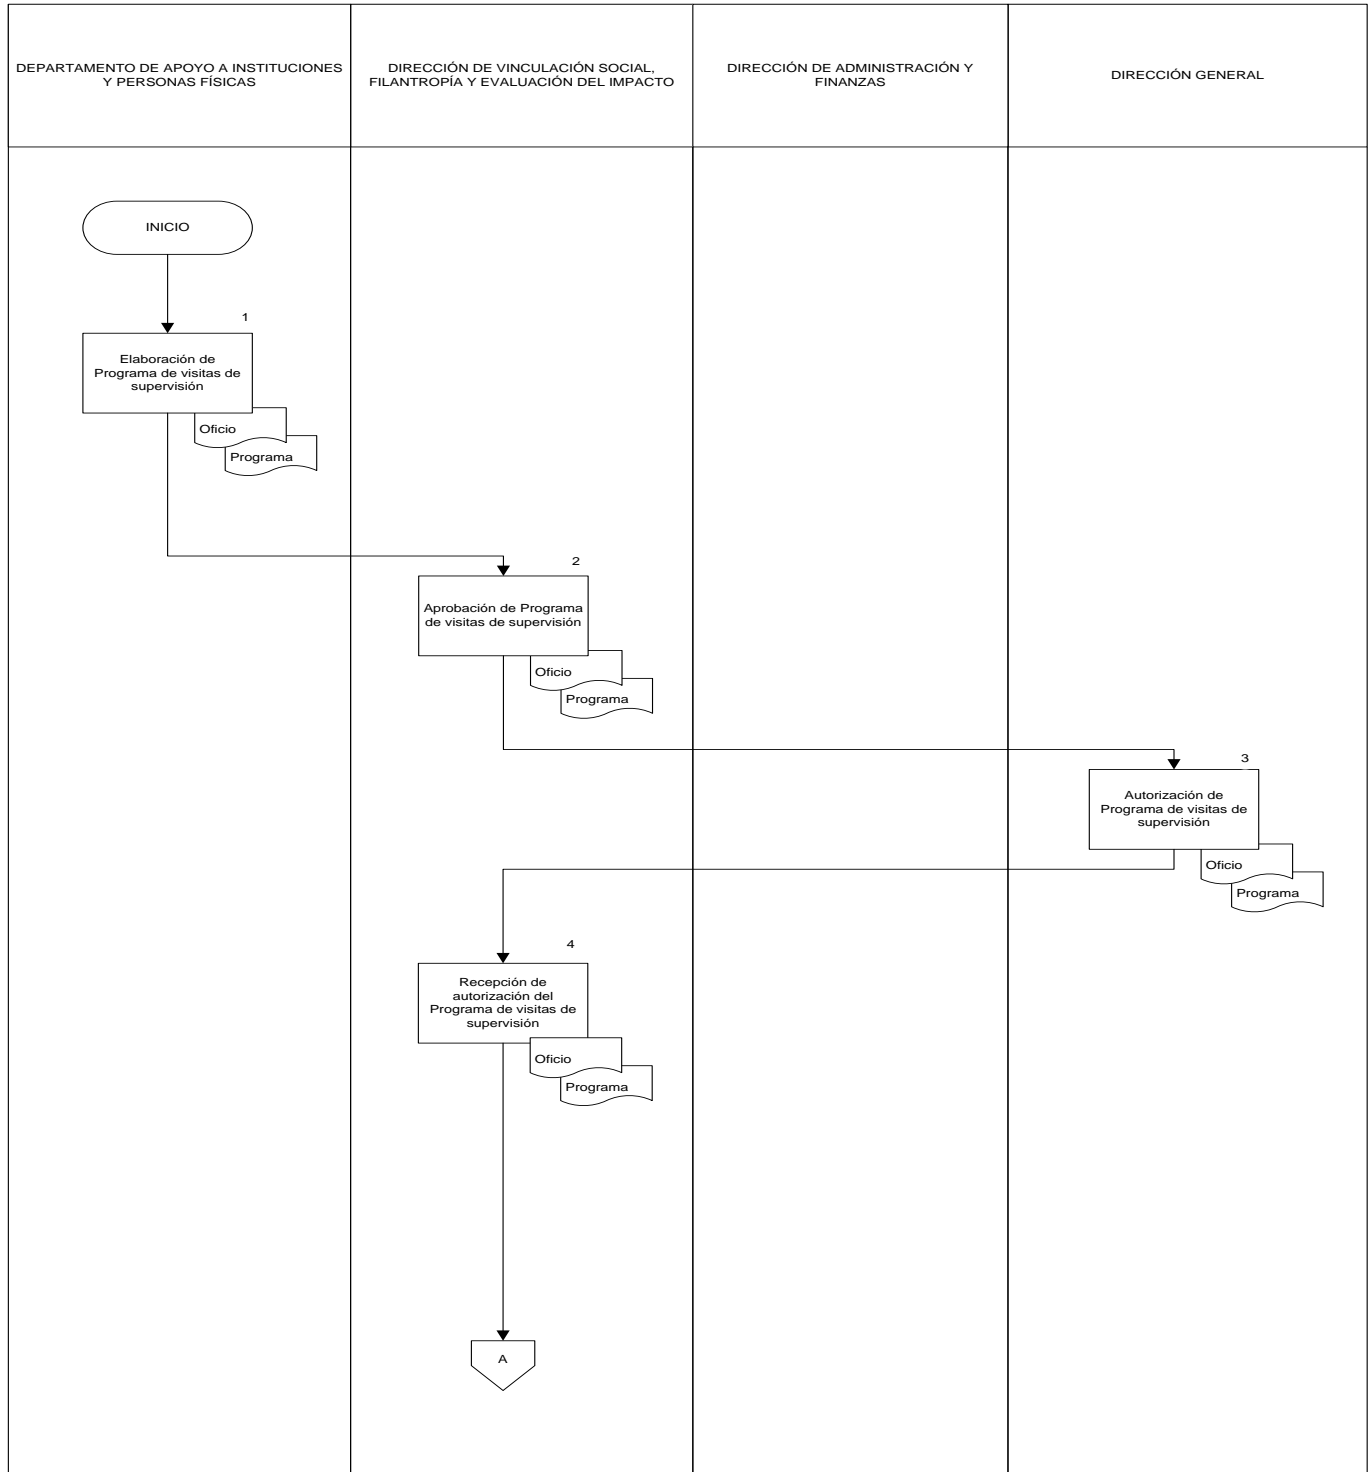 DEPARTAMENTO DE APOYO A INSTITUCIONES
Y PERSONAS FÍSICAS
DIRECCIÓN DE VINCULACIÓN SOCIAL,
FILANTROPÍA Y EVALUACIÓN DEL IMPACTO
DIRECCIÓN DE ADMINISTRACIÓN Y
FINANZAS
DIRECCIÓN GENERAL
INICIO
1
Elaboración de
Programa de visitas de
supervisión
Oficio
Programa
2
Aprobación de Programa
de visitas de supervisión
Oficio
Programa
3
Autorización de
Programa de visitas de
supervisión
Oficio
Programa
4
Recepción de
autorización del
Programa de visitas de
supervisión
Oficio
Programa
A